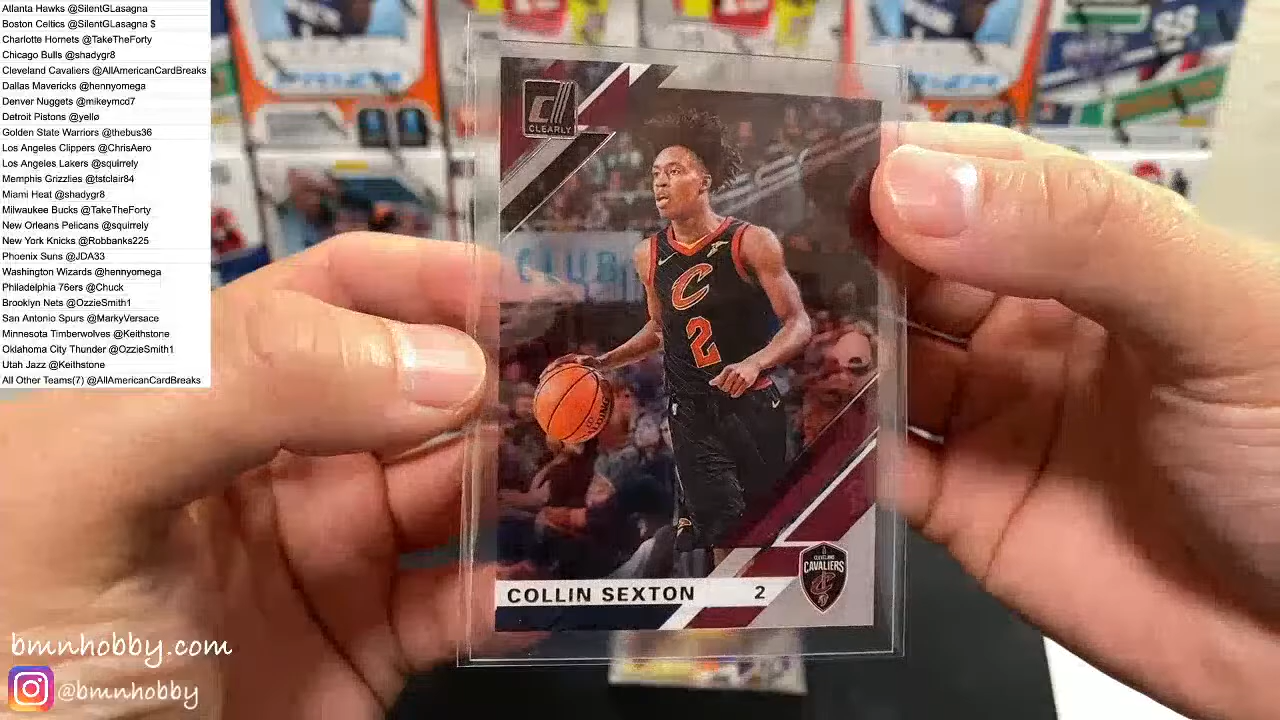 Atlanta Hawks @SilentGLasagna
Boston Celtics @SilentGLasagna $
Charlotte Hornets @TakeTheForty
Chicago Bulls @shadygr8
Cleveland Cavaliers @AllAmericanCardBreaks
Dallas Mavericks @hennyomega
Denver Nuggets @mikeymcd7
Detroit Pistons @yellø
Golden State Warriors @thebus36
Los Angeles Clippers @ChrisAero
Los Angeles Lakers @squirrely
Memphis Grizzlies @tstclair84
Miami Heat @shadygr8
Milwaukee Bucks @TakeTheForty
New Orleans Pelicans @squirrely
New York Knicks @Robbanks225
Phoenix Suns @JDA33
Washington Wizards @hennyomega
Philadelphia 76ers @Chuck
Brooklyn Nets @OzzieSmith1
San Antonio Spurs @MarkyVersace
Minnesota Timberwolves @Keithstone
Oklahoma City Thunder @OzzieSmith1
Utah Jazz @Keithstone
All Other Teams(7) @AllAmericanCardBreaks
CLEARLY
C
2
SPALDING
CLEVELAND
CAVALIERS
C
COLLIN SEXTON 2
bmnhobby.com
@bmnhobby